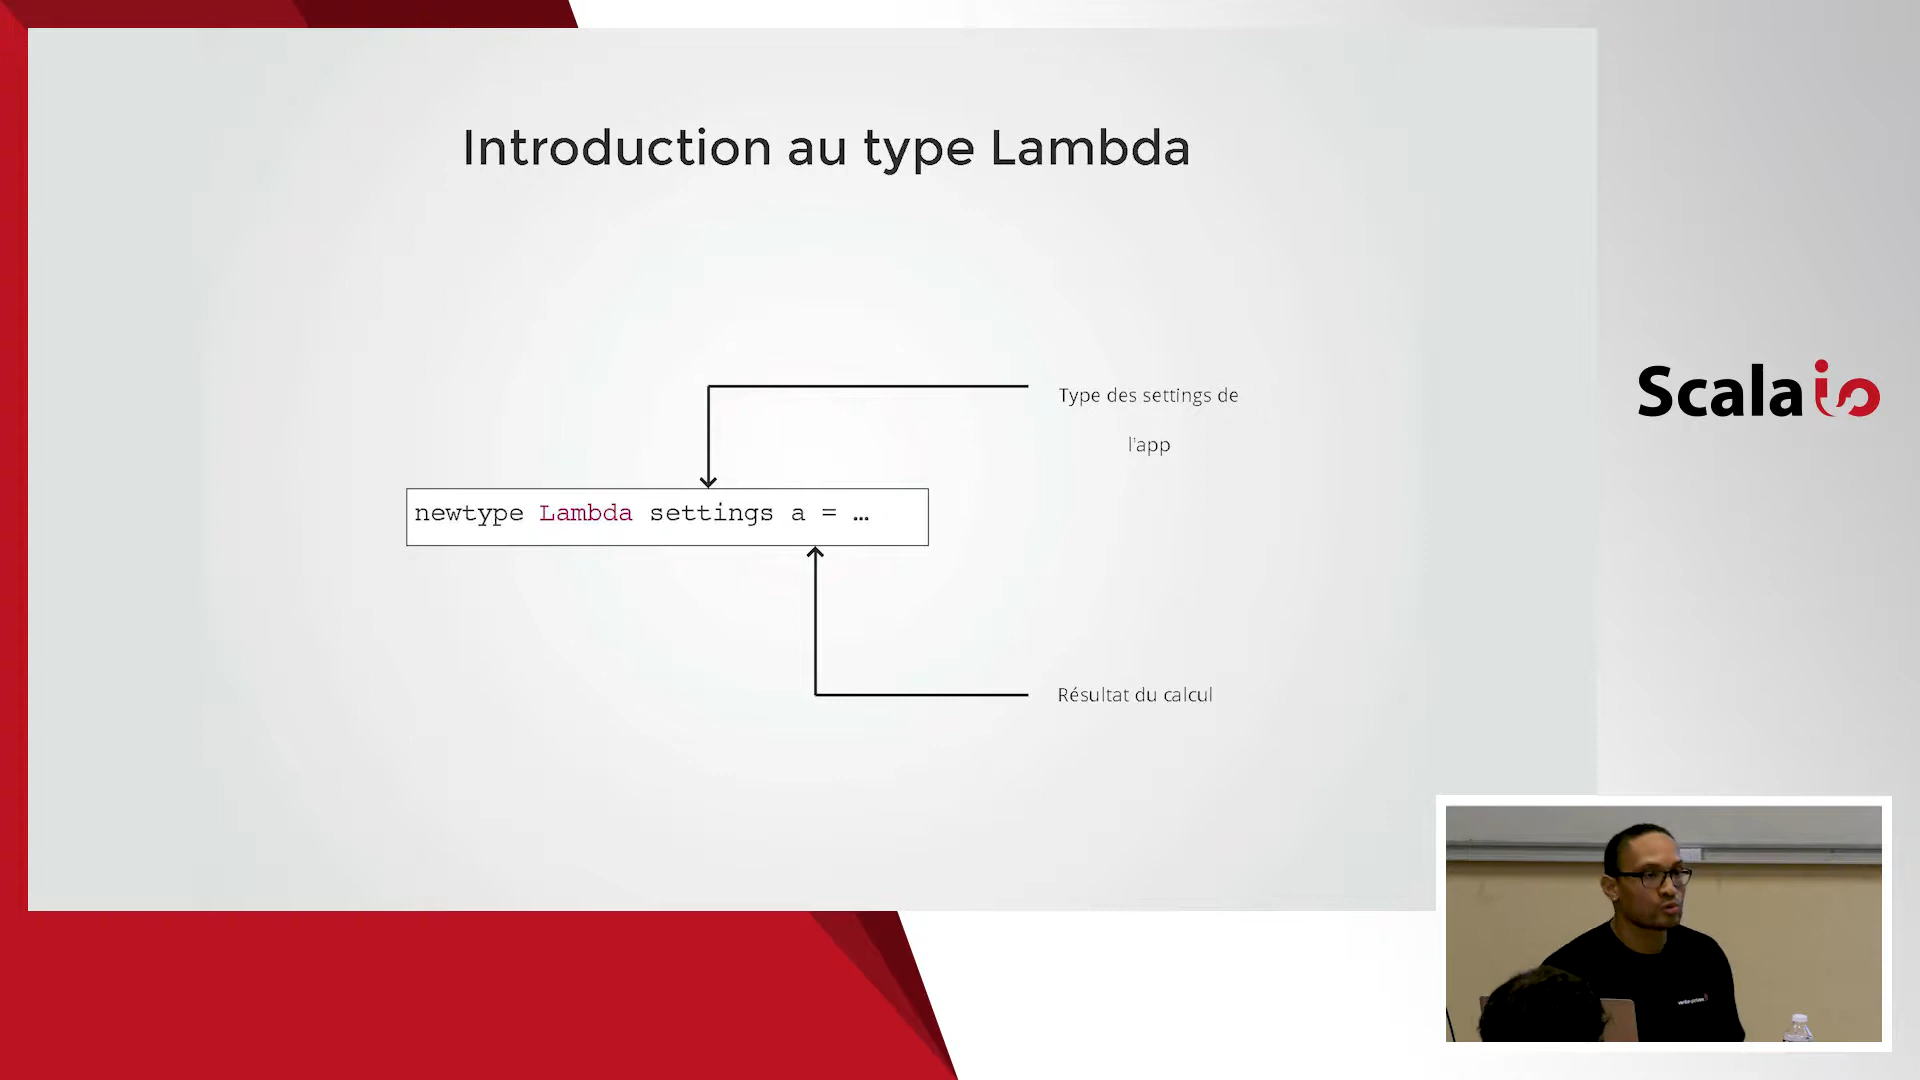 Introduction au type Lambda
Type des settings de
l'app
newtype Lambda settings a = …
Résultat du calcul
Scala io